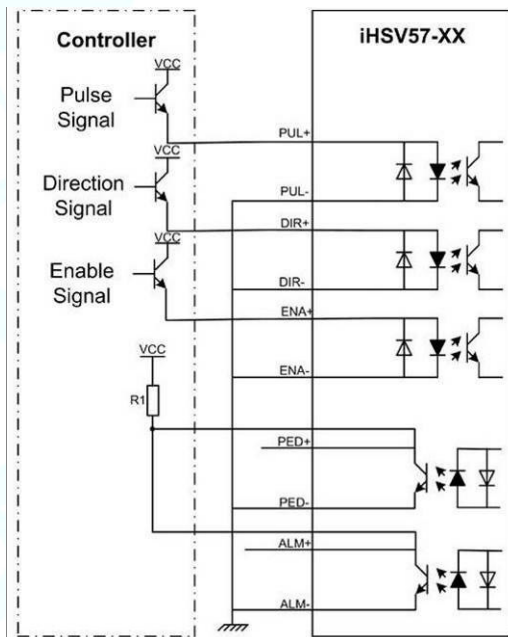 Controller
iHSV57-XX
VCC
Pulse
Signal
PUL+
VCC
PUL-
Direction
Signal
DIR+
VCC
DIR-
Enable
Signal
ENA+
VCC
ENA-
R1
PED+
PED-
ALM+
ALM-